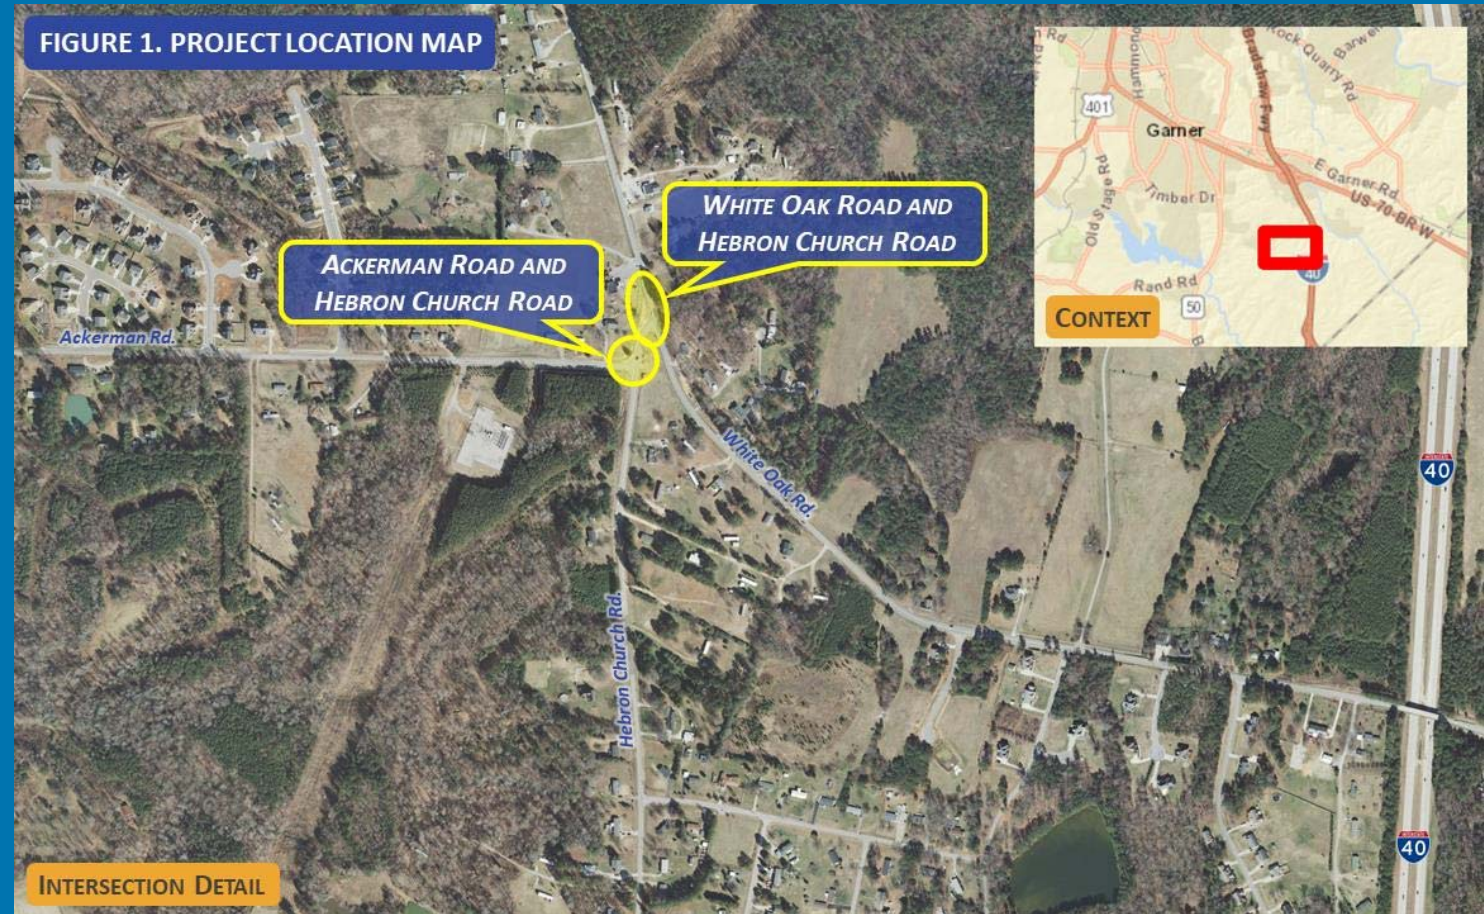 FIGURE 1. PROJECT LOCATION MAP
WHITE OAK ROAD AND
HEBRON CHURCH ROAD
ACKERMAN ROAD AND
HEBRON CHURCH ROAD
Ackerman Rd.
White Oak Rd.
Hebron Church Rd.
40
40
INTERSECTION DETAIL
Hammond
Bradshaw Fwy
Rock Quarry Rd
401
Garner
E Garner Rd
US-70-BR W
Old Stage Rd
Timber Dr
Rand Rd
40
50
CONTEXT